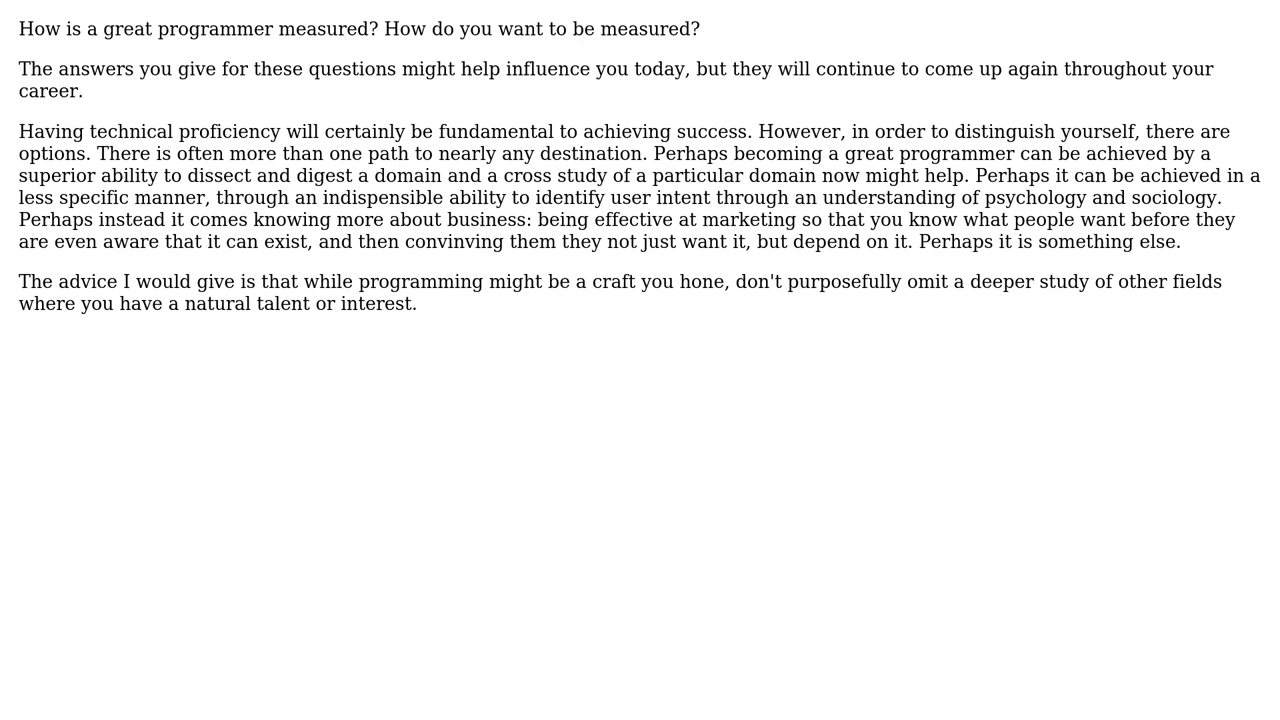 How is a great programmer measured? How do you want to be measured?
The answers you give for these questions might help influence you today, but they will continue to come up again throughout your
career.
Having technical proficiency will certainly be fundamental to achieving success. However, in order to distinguish yourself, there are
options. There is often more than one path to nearly any destination. Perhaps becoming a great programmer can be achieved by a
superior ability to dissect and digest a domain and a cross study of a particular domain now might help. Perhaps it can be achieved in a
less specific manner, through an indispensible ability to identify user intent through an understanding of psychology and sociology.
Perhaps instead it comes knowing more about business: being effective at marketing so that you know what people want before they
are even aware that it can exist, and then convinving them they not just want it, but depend on it. Perhaps it is something else.
The advice I would give is that while programming might be a craft you hone, don't purposefully omit a deeper study of other fields
where you have a natural talent or interest.